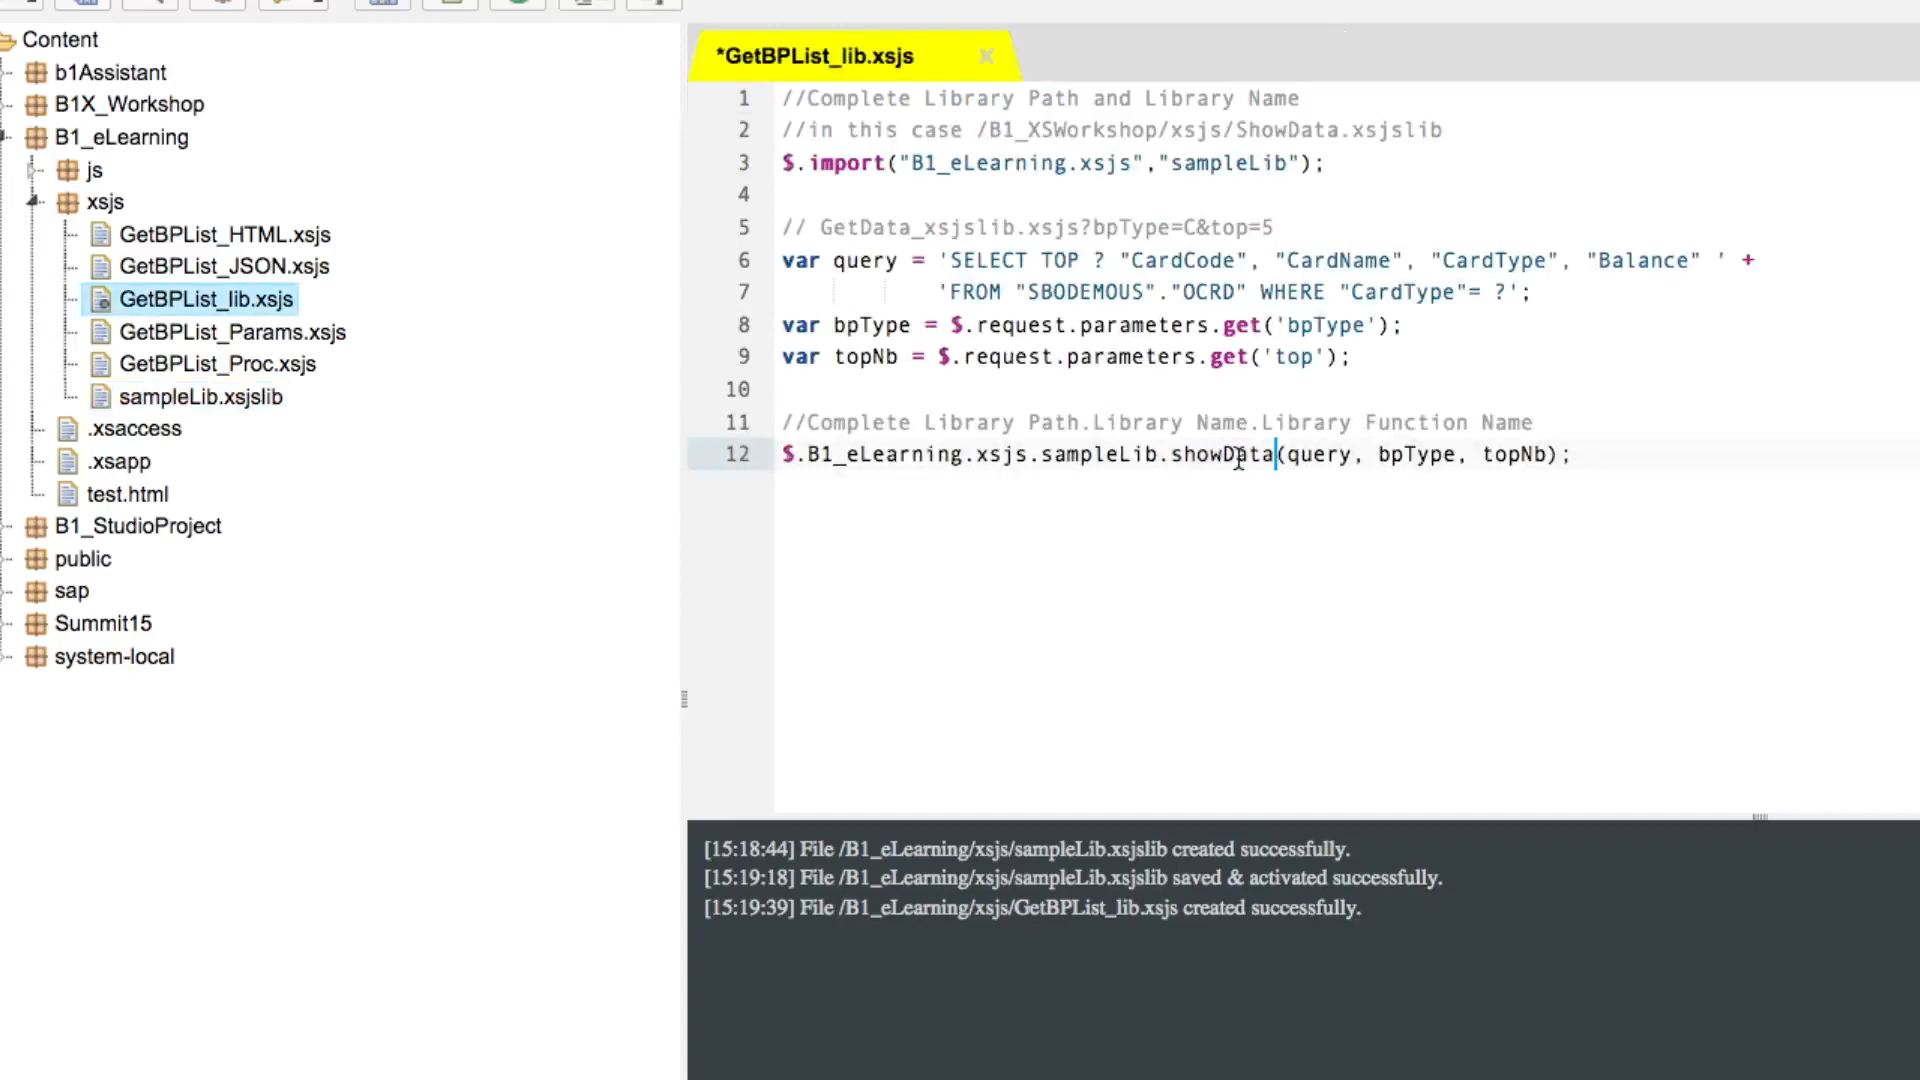 Content
b1Assistant
B1X_Workshop
B1_eLearning
js
xsjs
GetBPList_HTML.xsjs
GetBPList_JSON.xsjs
GetBPList_lib.xsjs
GetBPList_Params.xsjs
GetBPList_Proc.xsjs
sampleLib.xsjslib
.xsaccess
.xsapp
test.html
B1_StudioProject
public
sap
Summit15
system-local
*GetBPList_lib.xsjs
1 //Complete Library Path and Library Name
2 //in this case /B1_XSWorkshop/xsjs/ShowData.xsjslib
3 $.import("B1_eLearning.xsjs","sampleLib");
4
5 // GetData_xsjslib.xsjs?bpType=C&top=5
6 var query = 'SELECT TOP ? "CardCode", "CardName", "CardType", "Balance" ' +
7 'FROM "SBODEMOUS"."OCRD" WHERE "CardType"= ?';
8 var bpType = $.request.parameters.get('bpType');
9 var topNb = $.request.parameters.get('top');
10
11 //Complete Library Path.Library Name.Library Function Name
12 $.B1_eLearning.xsjs.sampleLib.showData(query, bpType, topNb);
[15:18:44] File /B1_eLearning/xsjs/sampleLib.xsjslib created successfully.
[15:19:18] File /B1_eLearning/xsjs/sampleLib.xsjslib saved & activated successfully.
[15:19:39] File /B1_eLearning/xsjs/GetBPList_lib.xsjs created successfully.